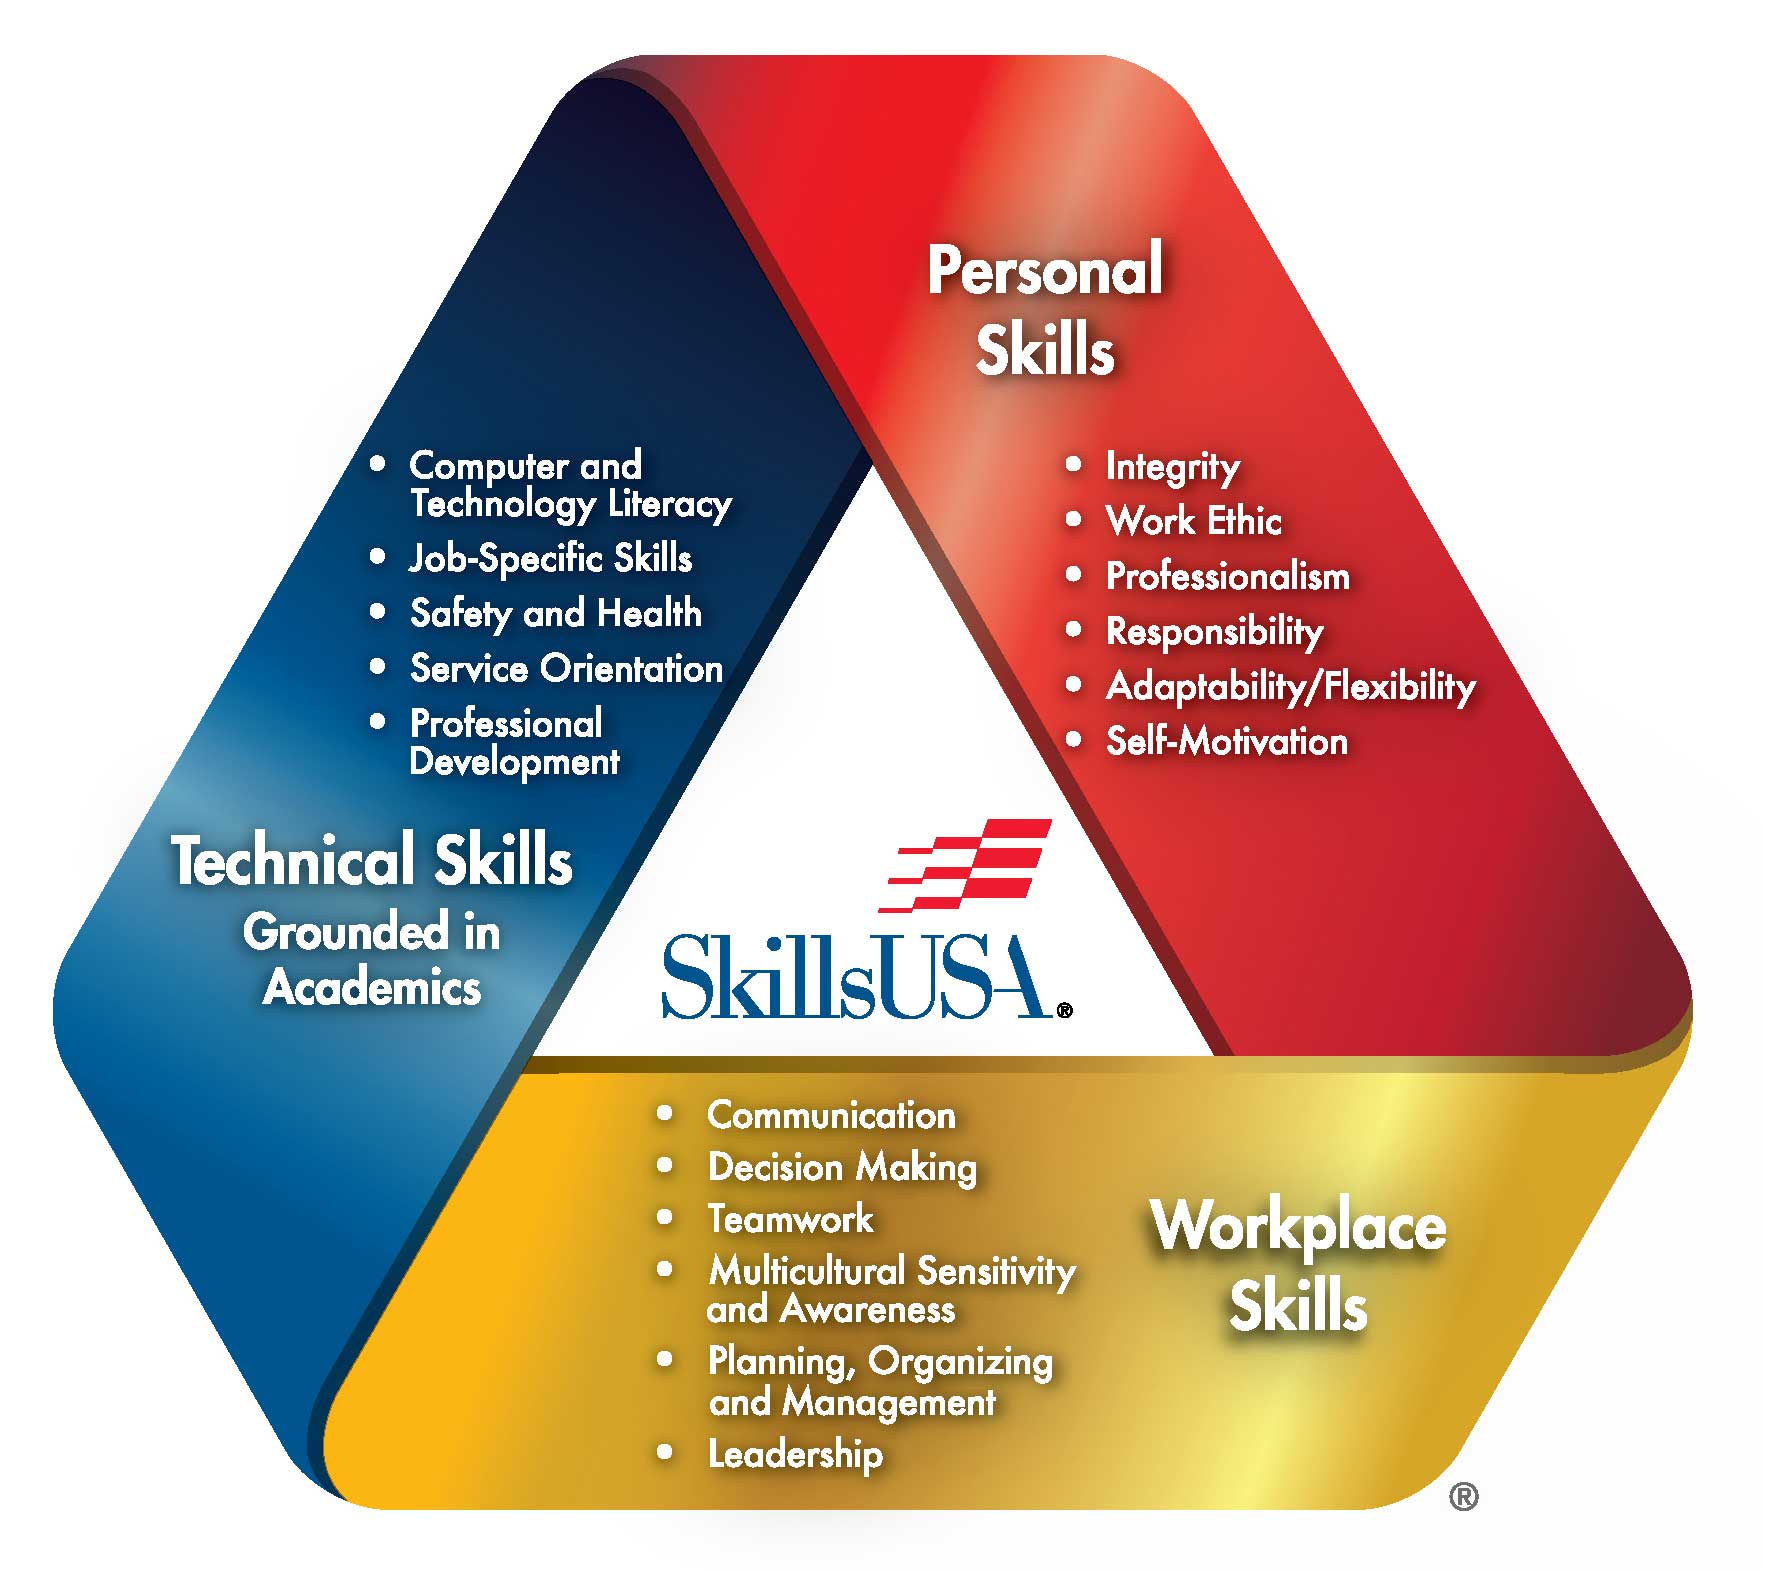 Personal
Skills
• Integrity
• Work Ethic
• Professionalism
• Responsibility
• Adaptability/Flexibility
• Self-Motivation
• Computer and
Technology Literacy
• Job-Specific Skills
• Safety and Health
• Service Orientation
• Professional
Development
Technical Skills
Grounded in
Academics
SkillsUSA®
• Communication
• Decision Making
• Teamwork
• Multicultural Sensitivity
and Awareness
• Planning, Organizing
and Management
• Leadership
Workplace
Skills
®